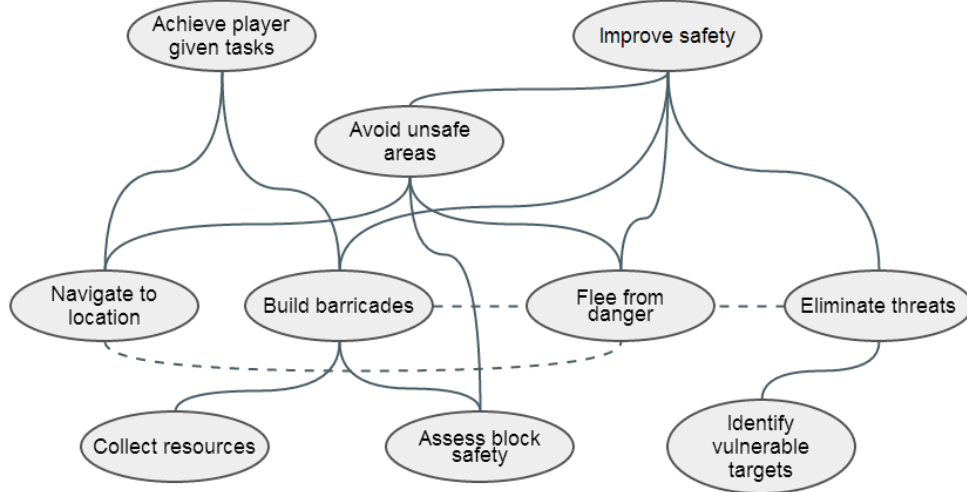 Achieve player
given tasks
Improve safety
Avoid unsafe
areas
Navigate to
location
Build barricades
Flee from
danger
Eliminate threats
Collect resources
Assess block
safety
Identify
vulnerable
targets